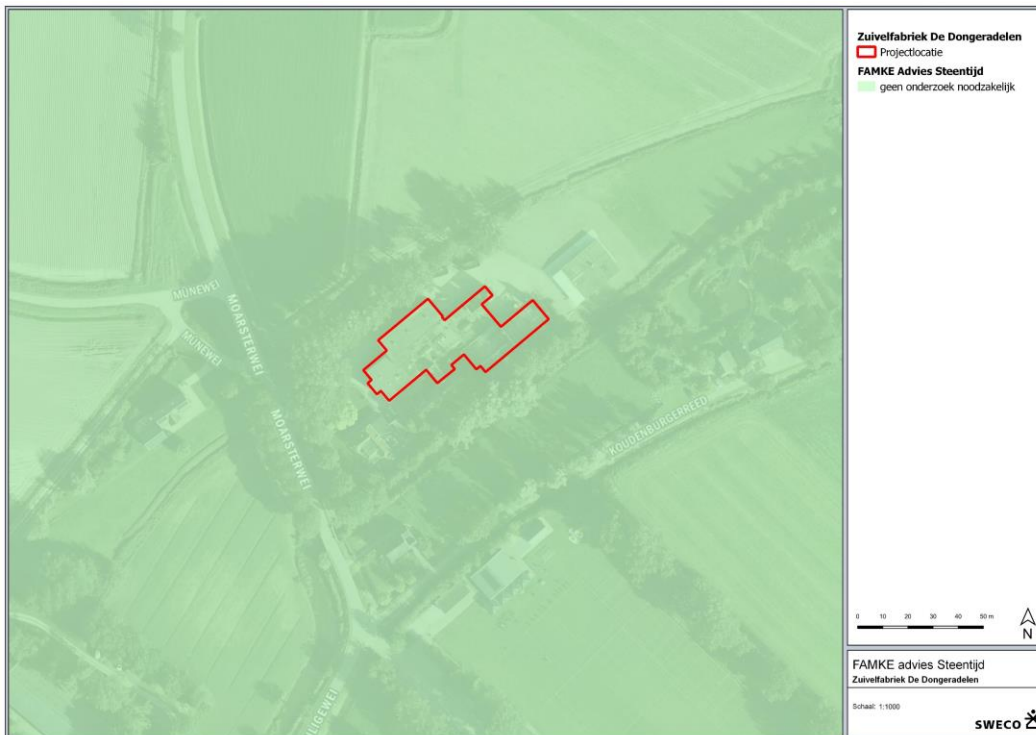 Zuivelfabriek De Dongeradelen
Projectlocatie
FAMKE Advies Steentijd
geen onderzoek noodzakelijk
MUNEWEI
MUNEWEI
MOARSTERWEI
MOARSTERWEI
KOUDENBURGERREED
0 10 20 30 40 50 m
N
FAMKE advies Steentijd
Zuivelfabriek De Dongeradelen
Schaal: 1:1000
SWECO